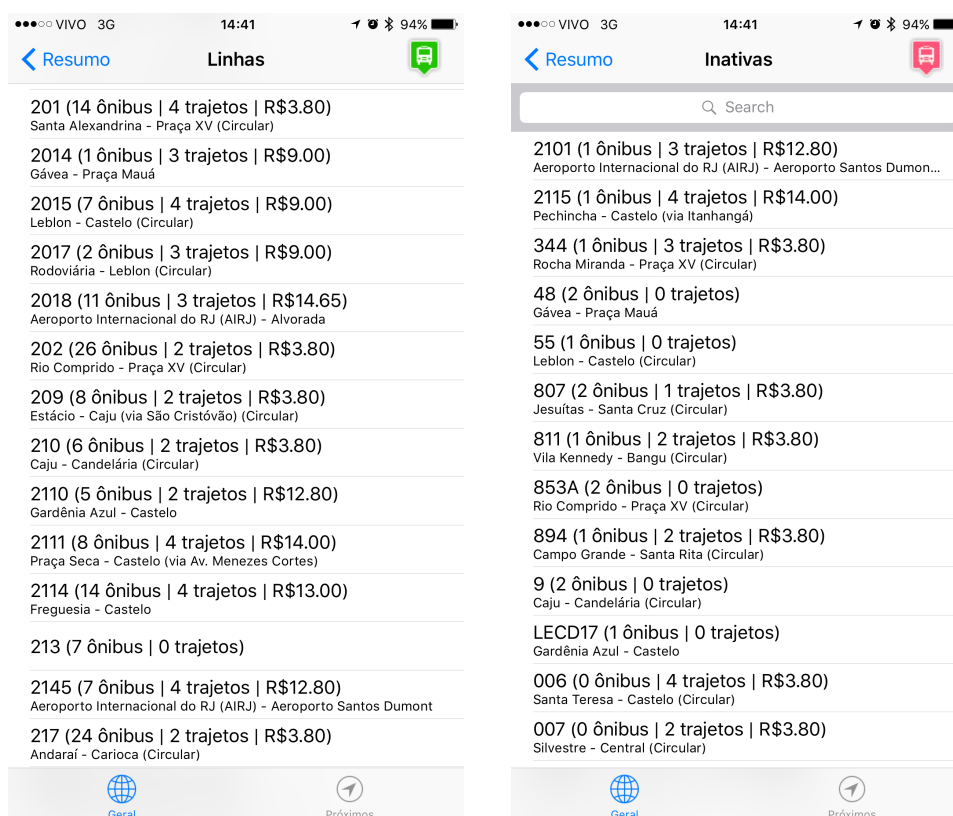 VIVO 3G 14:41 94%
Resumo Linhas
201 (14 ônibus | 4 trajetos | R$3.80)
Santa Alexandrina - Praça XV (Circular)
2014 (1 ônibus | 3 trajetos | R$9.00)
Gávea - Praça Mauá
2015 (7 ônibus | 4 trajetos | R$9.00)
Leblon - Castelo (Circular)
2017 (2 ônibus | 3 trajetos | R$9.00)
Rodoviária - Leblon (Circular)
2018 (11 ônibus | 3 trajetos | R$14.65)
Aeroporto Internacional do RJ (AIRJ) - Alvorada
202 (26 ônibus | 2 trajetos | R$3.80)
Rio Comprido - Praça XV (Circular)
209 (8 ônibus | 2 trajetos | R$3.80)
Estácio - Caju (via São Cristóvão) (Circular)
210 (6 ônibus | 2 trajetos | R$3.80)
Caju - Candelária (Circular)
2110 (5 ônibus | 2 trajetos | R$12.80)
Gardênia Azul - Castelo
2111 (8 ônibus | 4 trajetos | R$14.00)
Praça Seca - Castelo (via Av. Menezes Cortes)
2114 (14 ônibus | 4 trajetos | R$13.00)
Freguesia - Castelo
213 (7 ônibus | 0 trajetos)
2145 (7 ônibus | 4 trajetos | R$12.80)
Aeroporto Internacional do RJ (AIRJ) - Aeroporto Santos Dumont
217 (24 ônibus | 2 trajetos | R$3.80)
Andaraí - Carioca (Circular)
Geral Próximos
VIVO 3G 14:41 94%
Resumo Inativas
Search
2101 (1 ônibus | 3 trajetos | R$12.80)
Aeroporto Internacional do RJ (AIRJ) - Aeroporto Santos Dumon...
2115 (1 ônibus | 4 trajetos | R$14.00)
Pechincha - Castelo (via Itanhangá)
344 (1 ônibus | 3 trajetos | R$3.80)
Rocha Miranda - Praça XV (Circular)
48 (2 ônibus | 0 trajetos)
Gávea - Praça Mauá
55 (1 ônibus | 0 trajetos)
Leblon - Castelo (Circular)
807 (2 ônibus | 1 trajetos | R$3.80)
Jesuítas - Santa Cruz (Circular)
811 (1 ônibus | 2 trajetos | R$3.80)
Vila Kennedy - Bangu (Circular)
853A (2 ônibus | 0 trajetos)
Rio Comprido - Praça XV (Circular)
894 (1 ônibus | 2 trajetos | R$3.80)
Campo Grande - Santa Rita (Circular)
9 (2 ônibus | 0 trajetos)
Caju - Candelária (Circular)
LECD17 (1 ônibus | 0 trajetos)
Gardênia Azul - Castelo
006 (0 ônibus | 4 trajetos | R$3.80)
Santa Teresa - Castelo (Circular)
007 (0 ônibus | 2 trajetos | R$3.80)
Silvestre - Central (Circular)
Geral Próximos